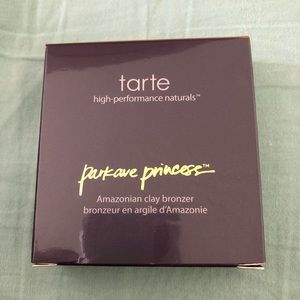 tarte
high-performance naturals™
park ave princess™
Amazonian clay bronzer
bronzeur en argile d'Amazonie